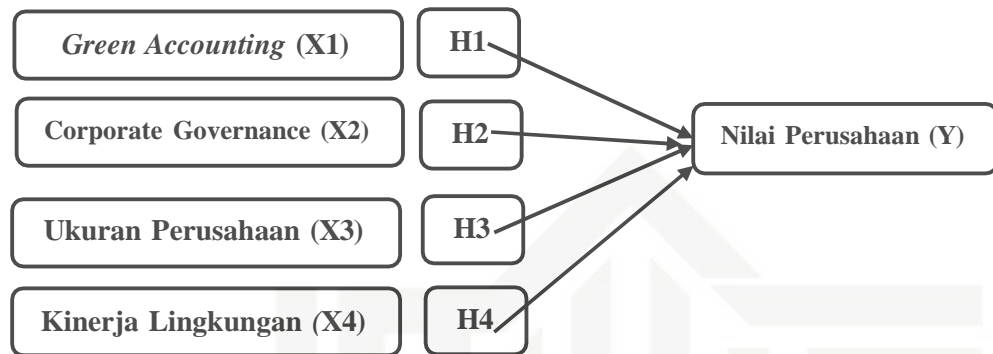 Green Accounting (X1)
H1
Corporate Governance (X2)
H2
Nilai Perusahaan (Y)
Ukuran Perusahaan (X3)
H3
Kinerja Lingkungan (X4)
H4